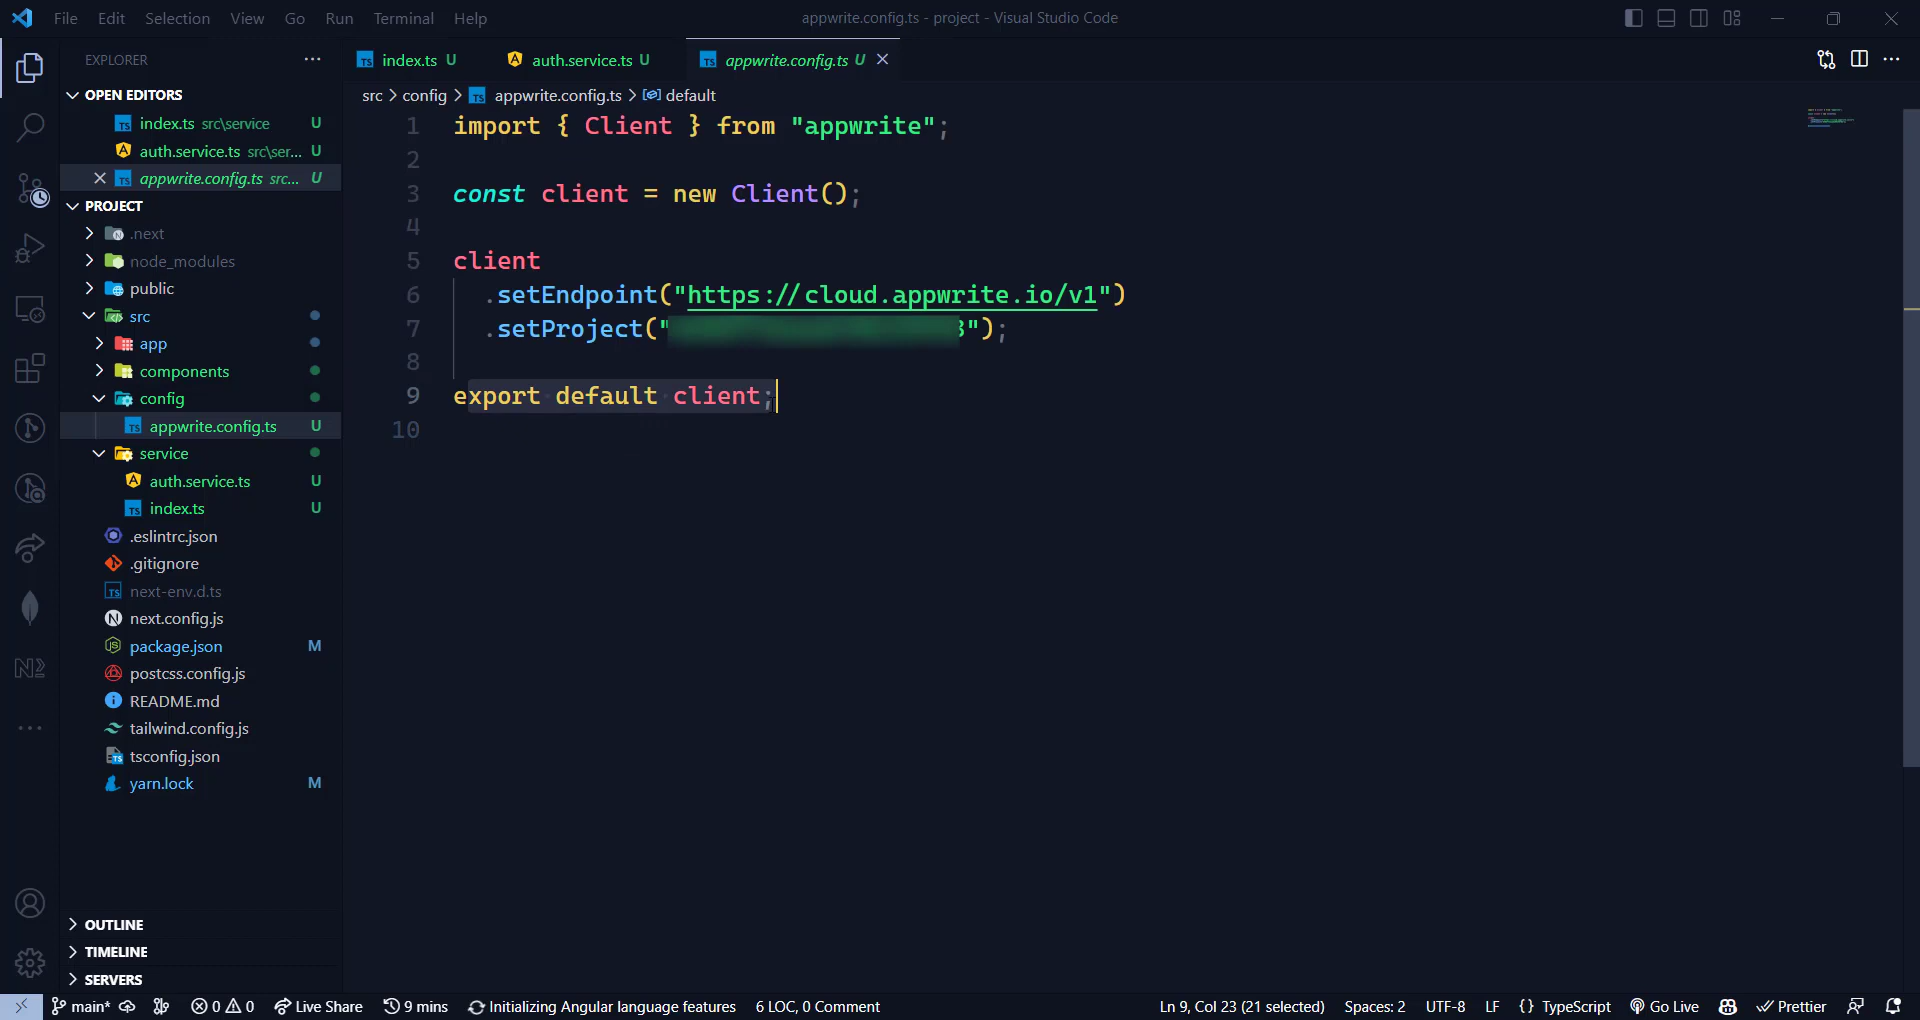 File Edit Selection View Go Run Terminal Help
appwrite.config.ts - project - Visual Studio Code
EXPLORER
OPEN EDITORS
index.ts src\service U
auth.service.ts src\ser... U
appwrite.config.ts src... U
PROJECT
.next
node_modules
public
src
app
components
config
appwrite.config.ts U
service
auth.service.ts U
index.ts U
.eslintrc.json
.gitignore
next-env.d.ts
next.config.js
package.json M
postcss.config.js
README.md
tailwind.config.js
tsconfig.json
yarn.lock M
OUTLINE
TIMELINE
SERVERS
index.ts U
auth.service.ts U
appwrite.config.ts U
src > config > appwrite.config.ts > default
1 import { Client } from "appwrite";
2
3 const client = new Client();
4
5 client
6 .setEndpoint("https://cloud.appwrite.io/v1")
7 .setProject("");
8
9 export default client;
10
main* 0 0 Live Share 9 mins Initializing Angular language features 6 LOC, 0 Comment
Ln 9, Col 23 (21 selected) Spaces: 2 UTF-8 LF {} TypeScript Go Live Prettier